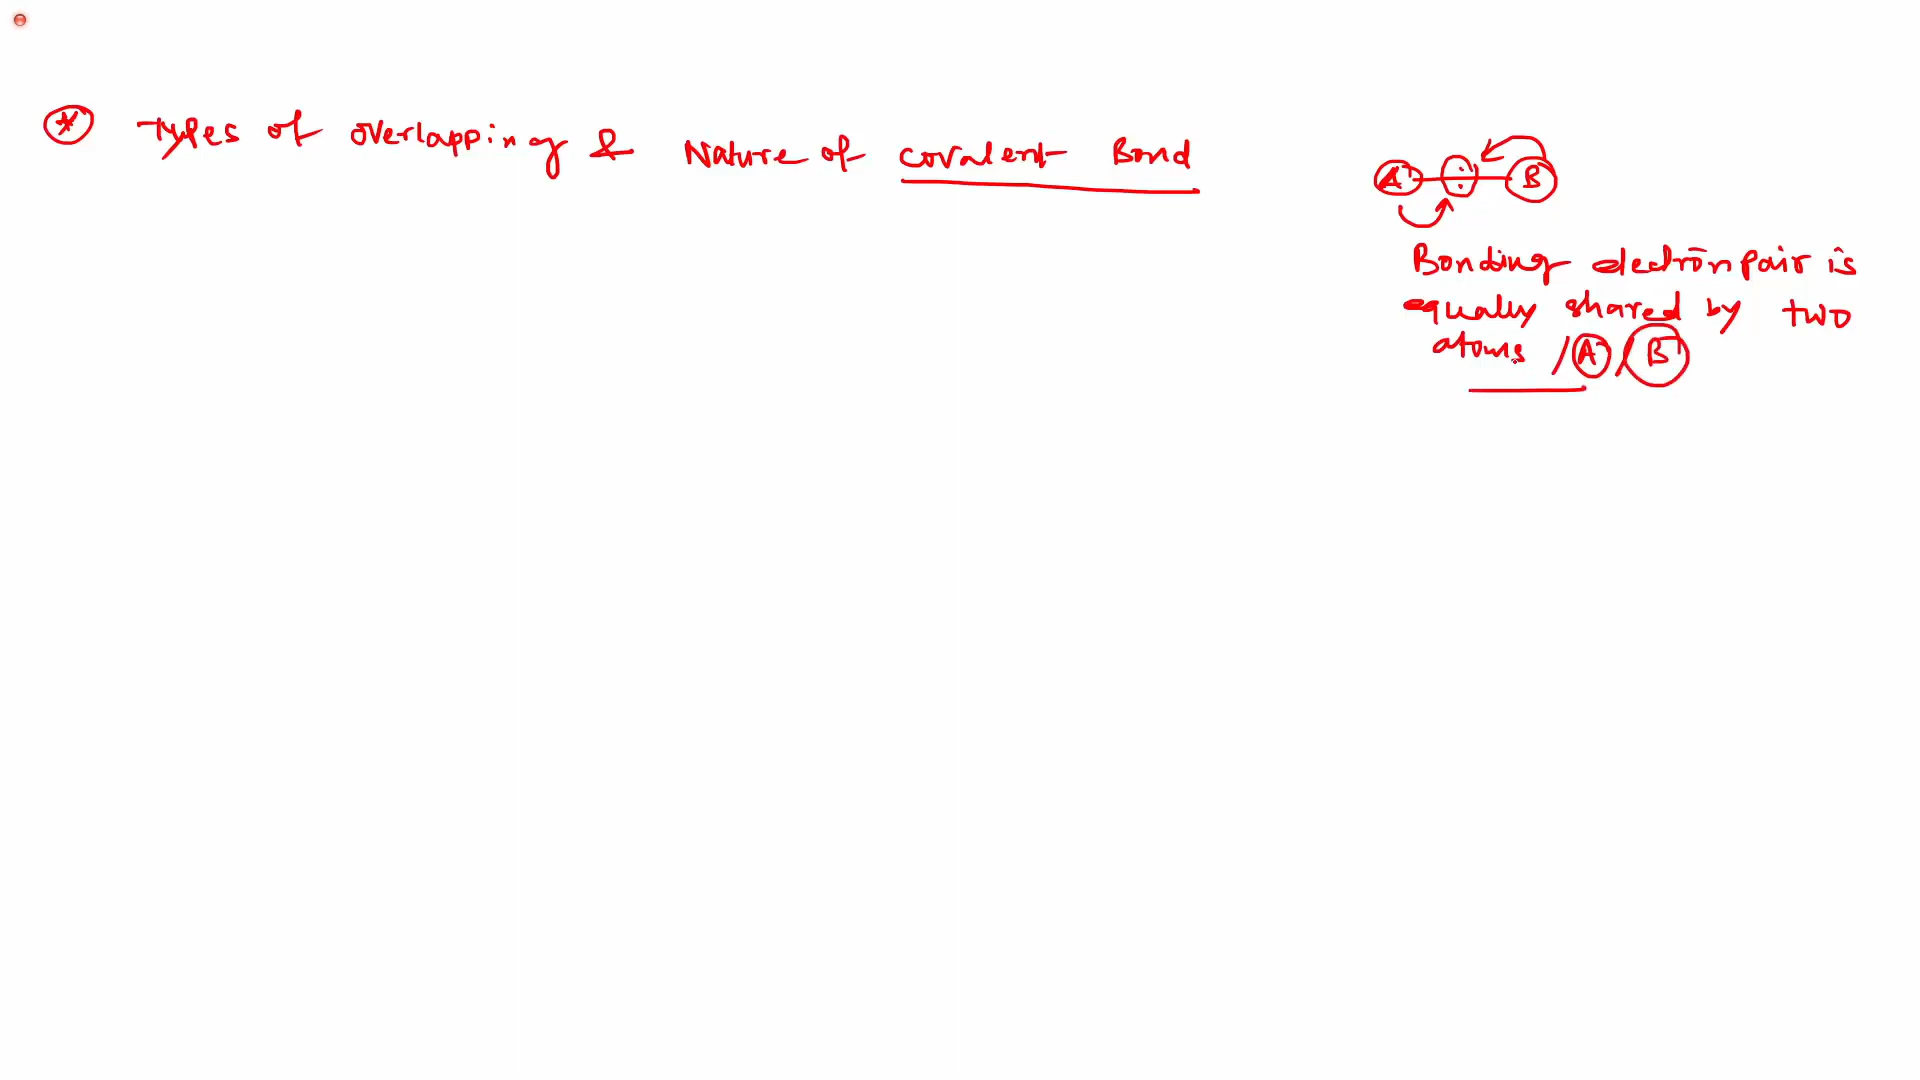 * Types of overlapping & Nature of covalent Bond
A : B
Bonding electron pair is
equally shared by two
atoms / A / B